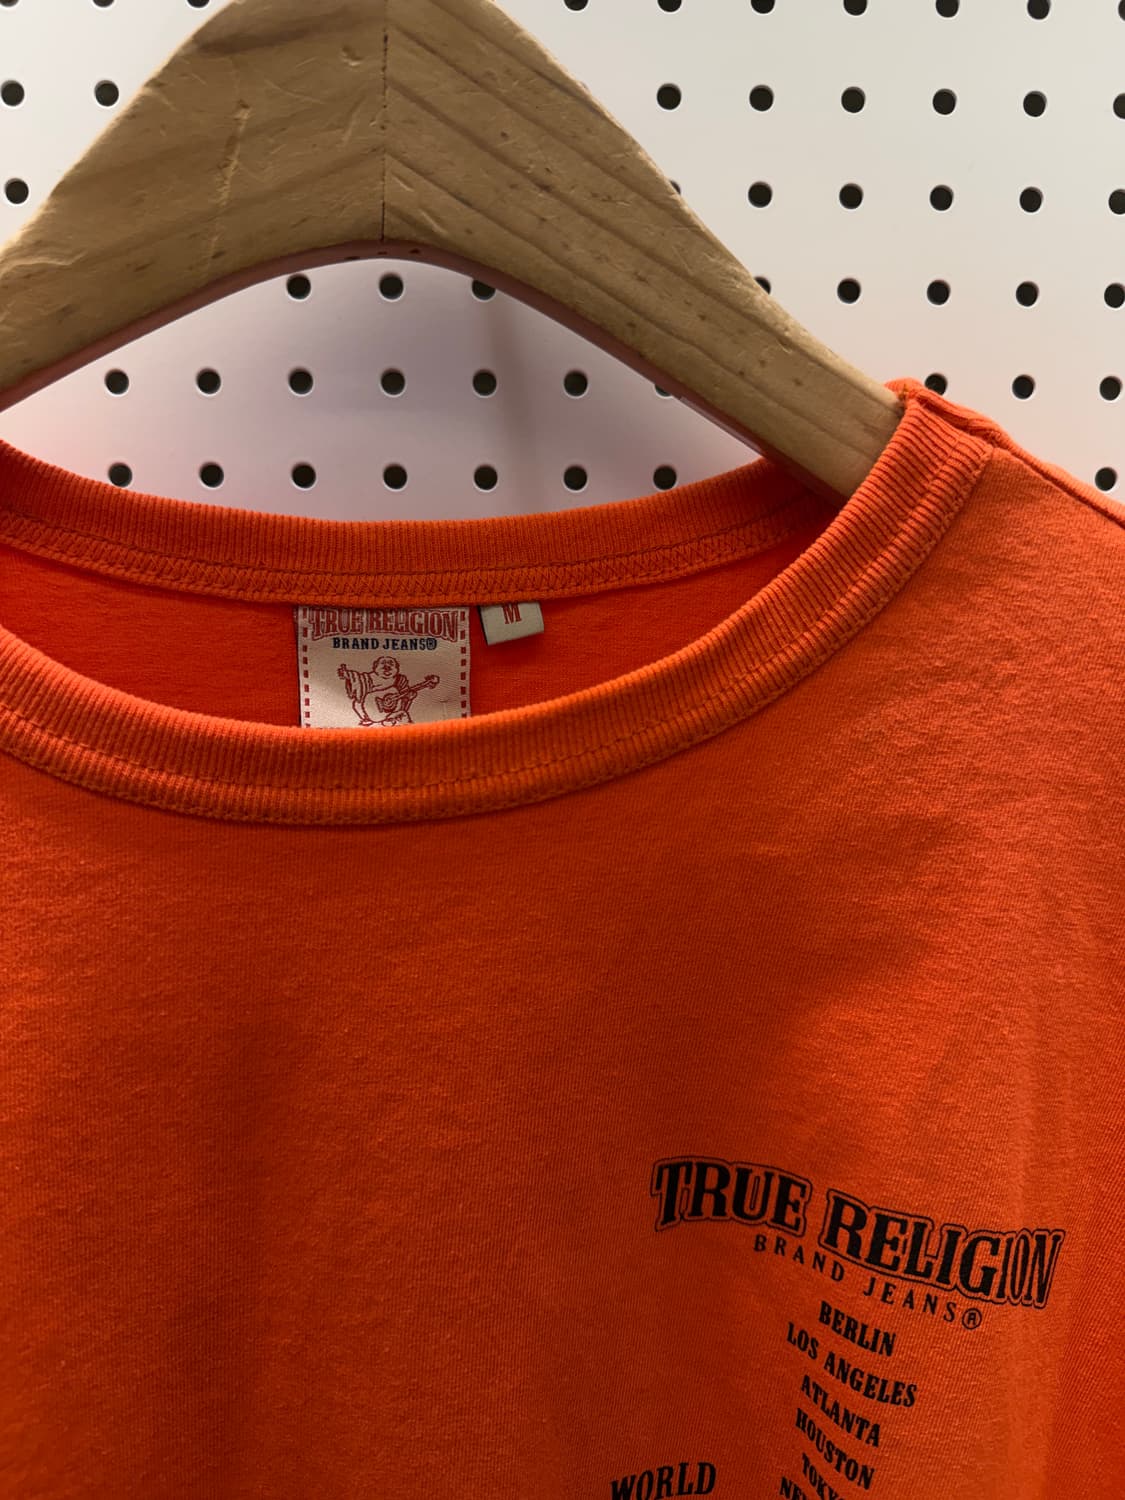 TRUE RELIGION
BRAND JEANS®
M
TRUE RELIGION
BRAND JEANS®
BERLIN
LOS ANGELES
ATLANTA
HOUSTON
WORLD